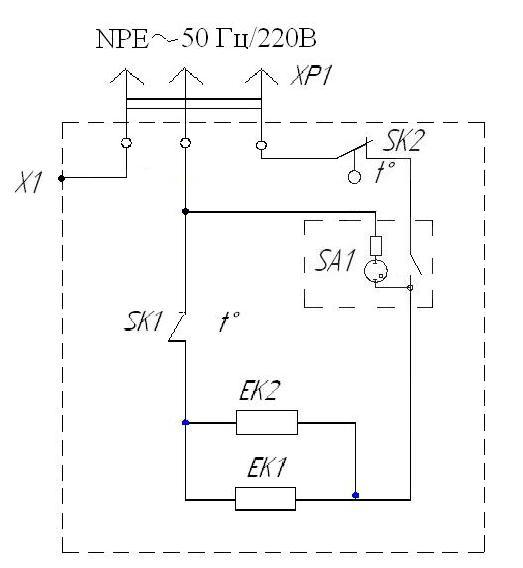 NPE~50 Гц/220В
XP1
SK2
X1
t°
SA1
SK1
t°
EK2
EK1